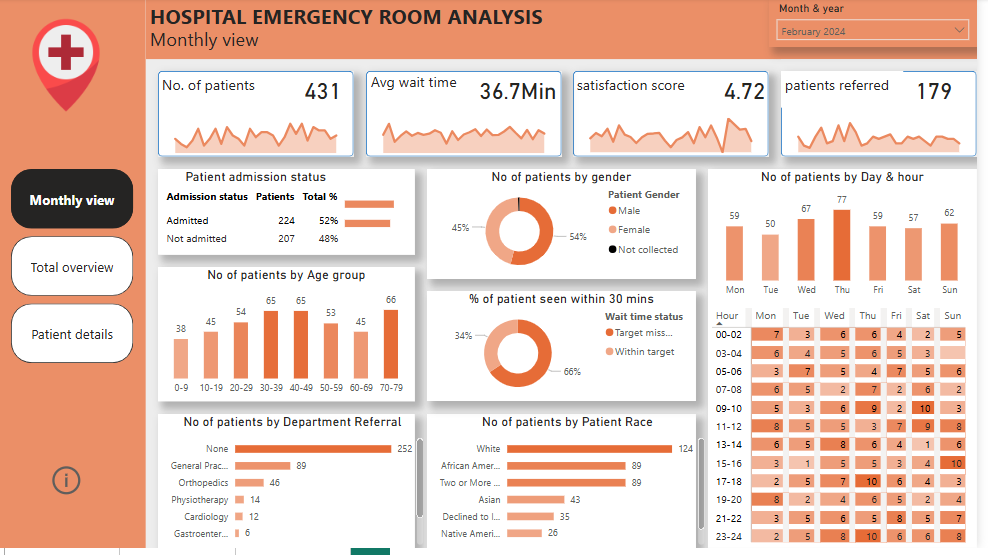 HOSPITAL EMERGENCY ROOM ANALYSIS
Monthly view
Month & year
February 2024
Monthly view
Total overview
Patient details
No. of patients 431
Avg wait time 36.7Min
satisfaction score 4.72
patients referred 179
Patient admission status
Admission status Patients Total %
Admitted 224 52%
Not admitted 207 48%
No of patients by Age group
38 45 54 65 65 53 45 66
0-9 10-19 20-29 30-39 40-49 50-59 60-69 70-79
No of patients by Department Referral
None 252
General Prac... 89
Orthopedics 46
Physiotherapy 14
Cardiology 12
Gastroenter... 6
No of patients by gender
45% 54%
Patient Gender
Male
Female
Not collected
% of patient seen within 30 mins
34% 66%
Wait time status
Target miss...
Within target
No of patients by Patient Race
White 124
African Amer... 89
Two or More ... 89
Asian 43
Declined to I... 35
Native Ameri... 26
No of patients by Day & hour
59 50 67 77 59 57 62
Mon Tue Wed Thu Fri Sat Sun
Hour Mon Tue Wed Thu Fri Sat Sun
00-02 7 3 6 6 4 2 5
03-04 6 4 5 6 5 3
05-06 3 7 5 4 7 5 6
07-08 6 5 2 7 2 6 2
09-10 5 3 6 9 2 10 3
11-12 8 5 5 3 7 9 8
13-14 6 5 8 6 4 1 6
15-16 3 1 5 5 3 4 10
17-18 2 5 7 10 6 4 3
19-20 8 2 4 6 5 2 4
21-22 3 5 6 5 8 5 7
23-24 2 5 8 10 6 6 8